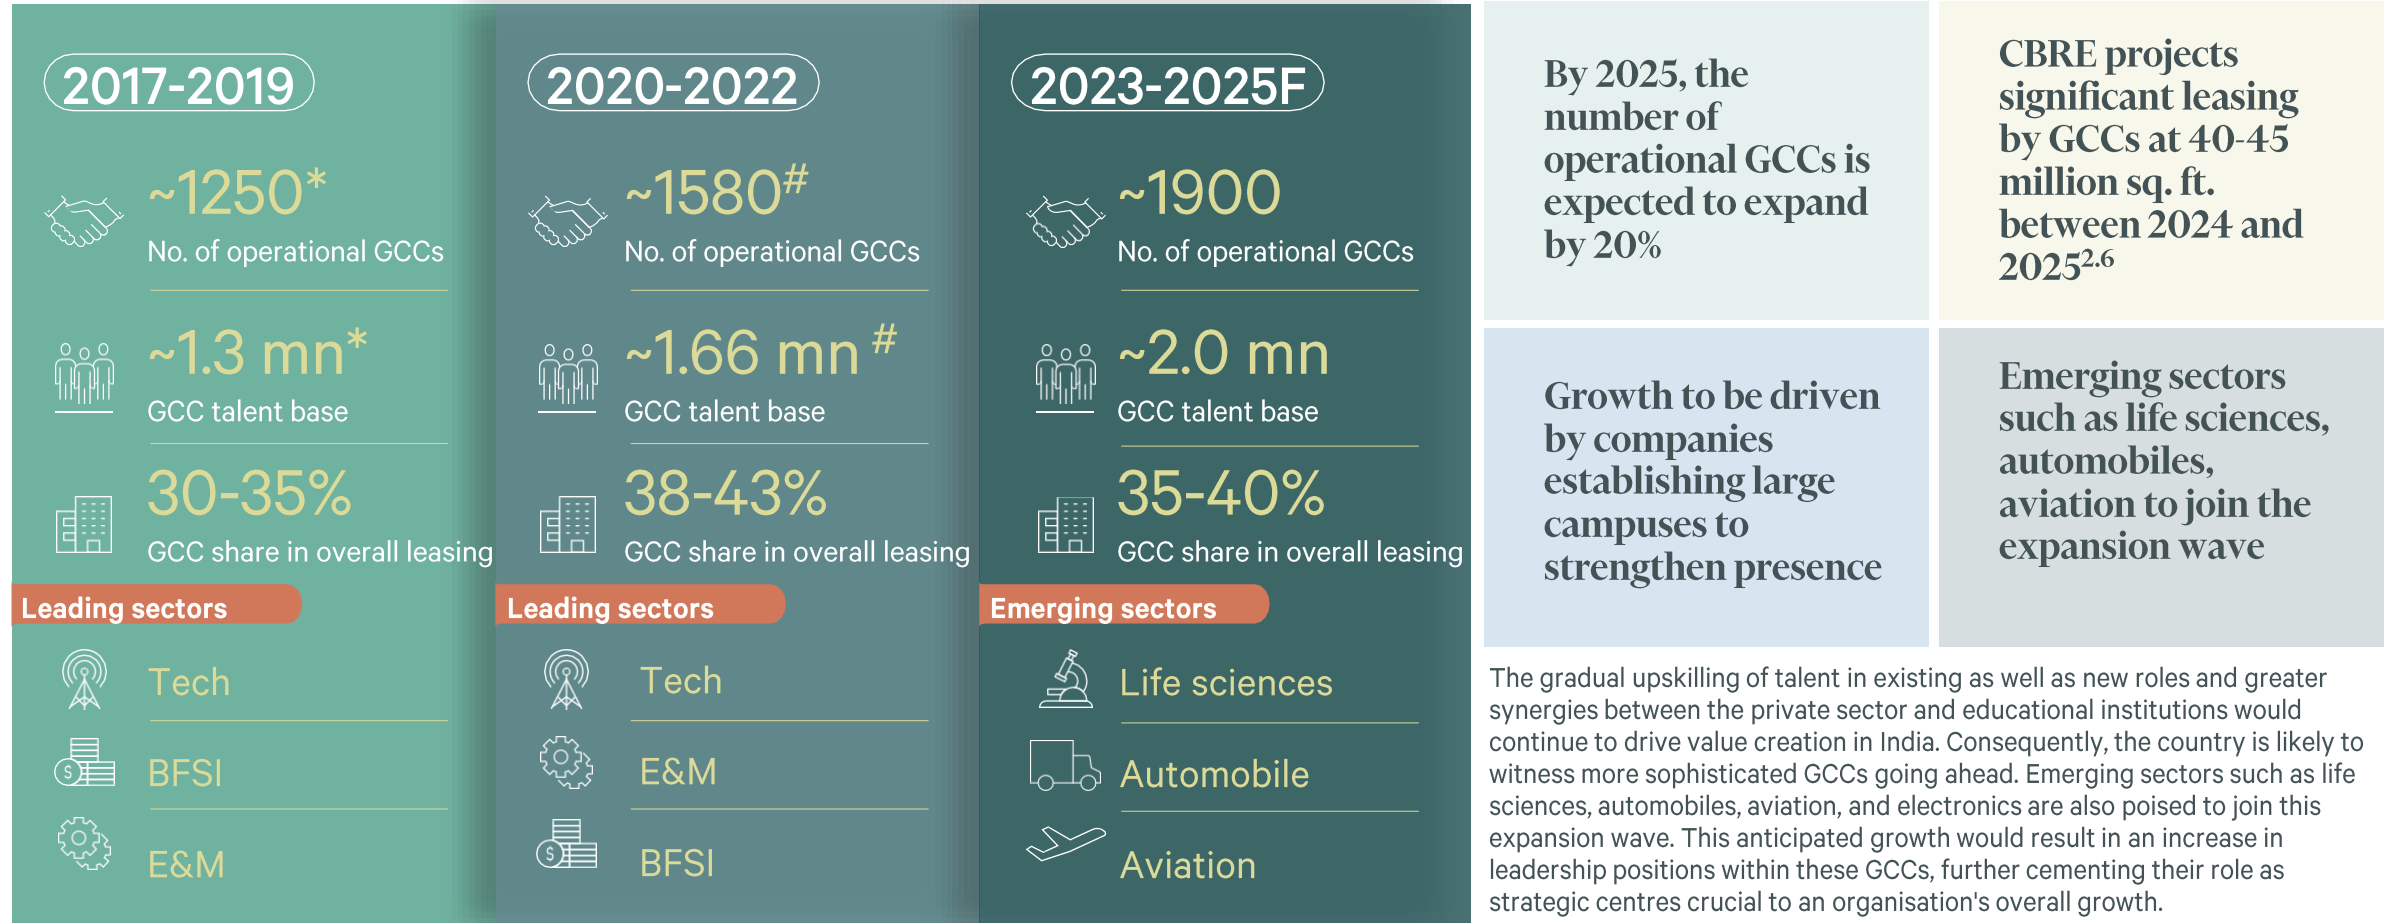 2017-2019
~1250*
No. of operational GCCs
~1.3 mn*
GCC talent base
30-35%
GCC share in overall leasing
Leading sectors
Tech
BFSI
E&M
2020-2022
~1580#
No. of operational GCCs
~1.66 mn #
GCC talent base
38-43%
GCC share in overall leasing
Leading sectors
Tech
E&M
BFSI
2023-2025F
~1900
No. of operational GCCs
~2.0 mn
GCC talent base
35-40%
GCC share in overall leasing
Emerging sectors
Life sciences
Automobile
Aviation
By 2025, the
number of
operational GCCs is
expected to expand
by 20%
CBRE projects
significant leasing
by GCCs at 40-45
million sq. ft.
between 2024 and
20252.6
Growth to be driven
by companies
establishing large
campuses to
strengthen presence
Emerging sectors
such as life sciences,
automobiles,
aviation to join the
expansion wave
The gradual upskilling of talent in existing as well as new roles and greater
synergies between the private sector and educational institutions would
continue to drive value creation in India. Consequently, the country is likely to
witness more sophisticated GCCs going ahead. Emerging sectors such as life
sciences, automobiles, aviation, and electronics are also poised to join this
expansion wave. This anticipated growth would result in an increase in
leadership positions within these GCCs, further cementing their role as
strategic centres crucial to an organisation's overall growth.